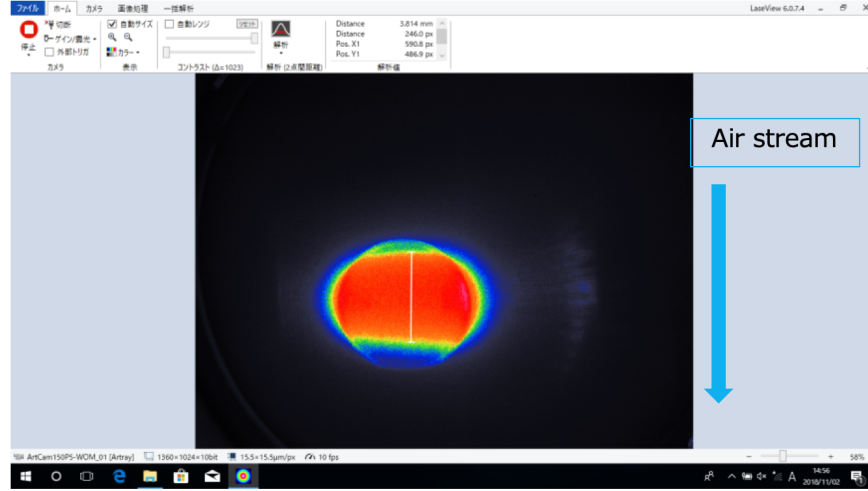 ファイル ホーム カメラ 画像処理 一括解析 LaseView 6.0.7.4
停止
切断
ゲイン/露光
外部トリガ
カメラ
自動サイズ
カラー
表示
自動レンジ リセット
コントラスト (Δ=1023)
解析
解析 (2点間距離)
Distance 3.814 mm
Distance 246.0 px
Pos. X1 590.8 px
Pos. Y1 486.9 px
解析値
Air stream
ArtCam150P5-WOM_01 [Artray] 1360×1024×10bit 15.5×15.5μm/px 10 fps 58%
A 14:56
2018/11/02